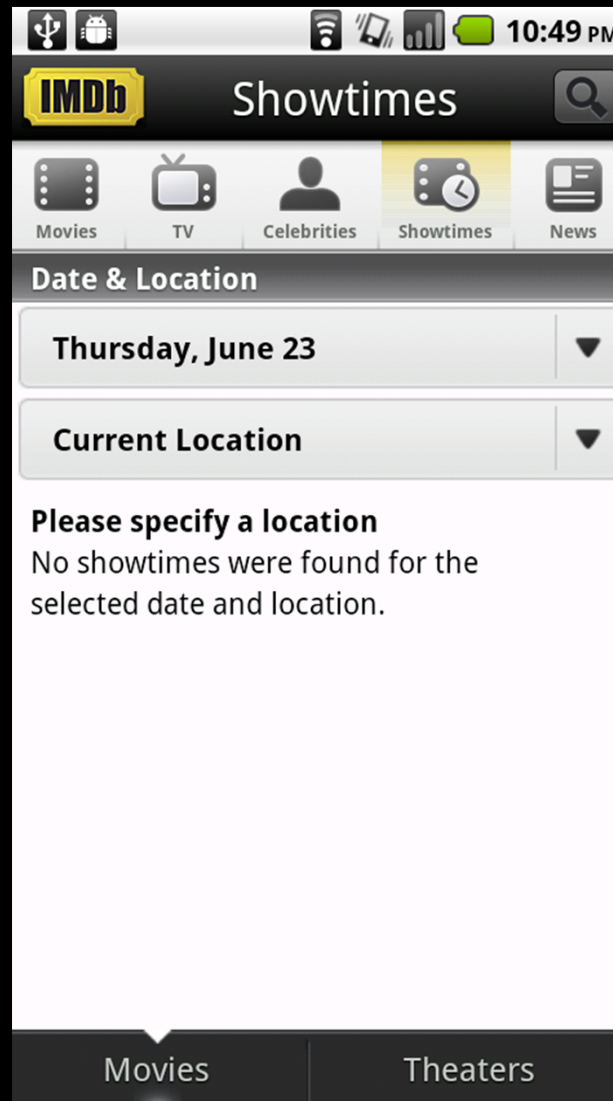 10:49 PM
IMDb
Showtimes
Movies
TV
Celebrities
Showtimes
News
Date & Location
Thursday, June 23
Current Location
Please specify a location
No showtimes were found for the
selected date and location.
Movies
Theaters